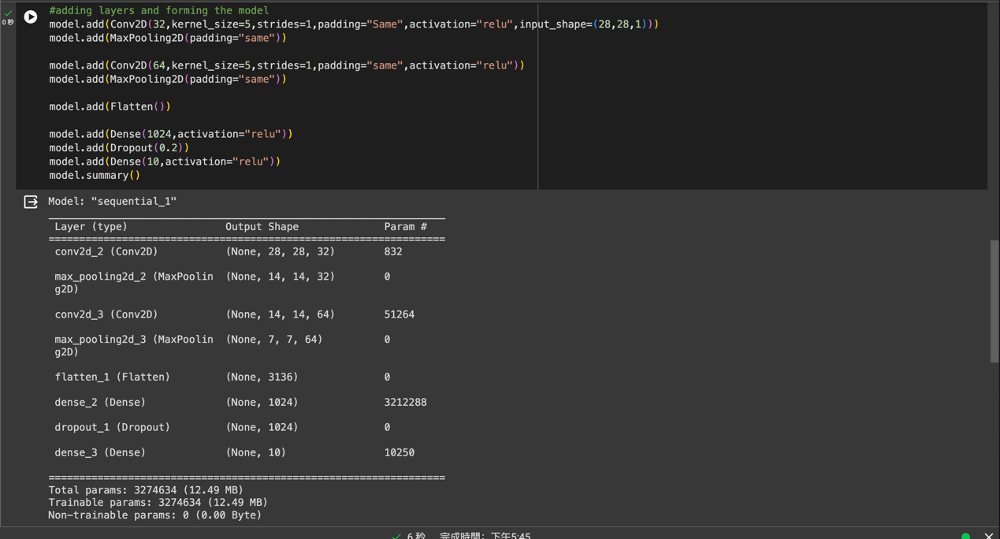 #adding layers and forming the model
0 秒
model.add(Conv2D(32,kernel_size=5,strides=1,padding="Same",activation="relu",input_shape=(28,28,1)))
model.add(MaxPooling2D(padding="same"))
model.add(Conv2D(64,kernel_size=5,strides=1,padding="same",activation="relu"))
model.add(MaxPooling2D(padding="same"))
model.add(Flatten())
model.add(Dense(1024,activation="relu"))
model.add(Dropout(0.2))
model.add(Dense(10,activation="relu"))
model.summary()
Model: "sequential_1"
Layer (type) Output Shape Param #
=================================================================
conv2d_2 (Conv2D) (None, 28, 28, 32) 832
max_pooling2d_2 (MaxPoolin (None, 14, 14, 32) 0
g2D)
conv2d_3 (Conv2D) (None, 14, 14, 64) 51264
max_pooling2d_3 (MaxPoolin (None, 7, 7, 64) 0
g2D)
flatten_1 (Flatten) (None, 3136) 0
dense_2 (Dense) (None, 1024) 3212288
dropout_1 (Dropout) (None, 1024) 0
dense_3 (Dense) (None, 10) 10250
=================================================================
Total params: 3274634 (12.49 MB)
Trainable params: 3274634 (12.49 MB)
Non-trainable params: 0 (0.00 Byte)
6 秒 完成時間：下午5:45